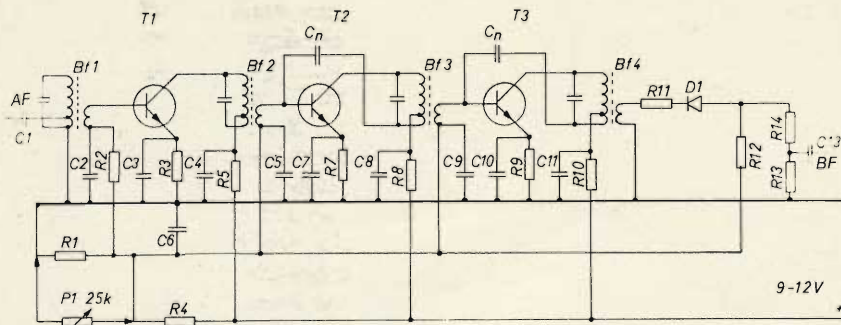 T1 T2 T3
Cn Cn
Bf1 Bf2 Bf3 Bf4
AF
C1
R11 D1
R14
C13
BF
R12
R13
C2 R2 C3 R3 C4 R5 C5 C7 R7 C8 R8 C9 C10 R9 C11 R10
C6
R1
P1 25k R4
9-12V
+